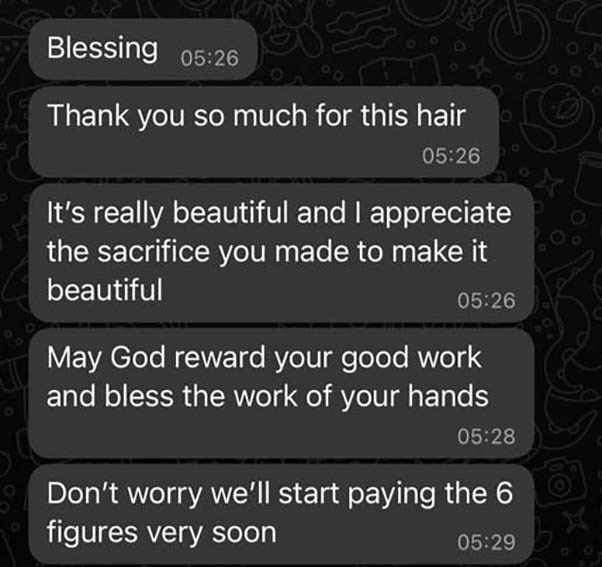 Blessing 05:26
Thank you so much for this hair
05:26
It’s really beautiful and I appreciate
the sacrifice you made to make it
beautiful 05:26
May God reward your good work
and bless the work of your hands
05:28
Don’t worry we’ll start paying the 6
figures very soon 05:29